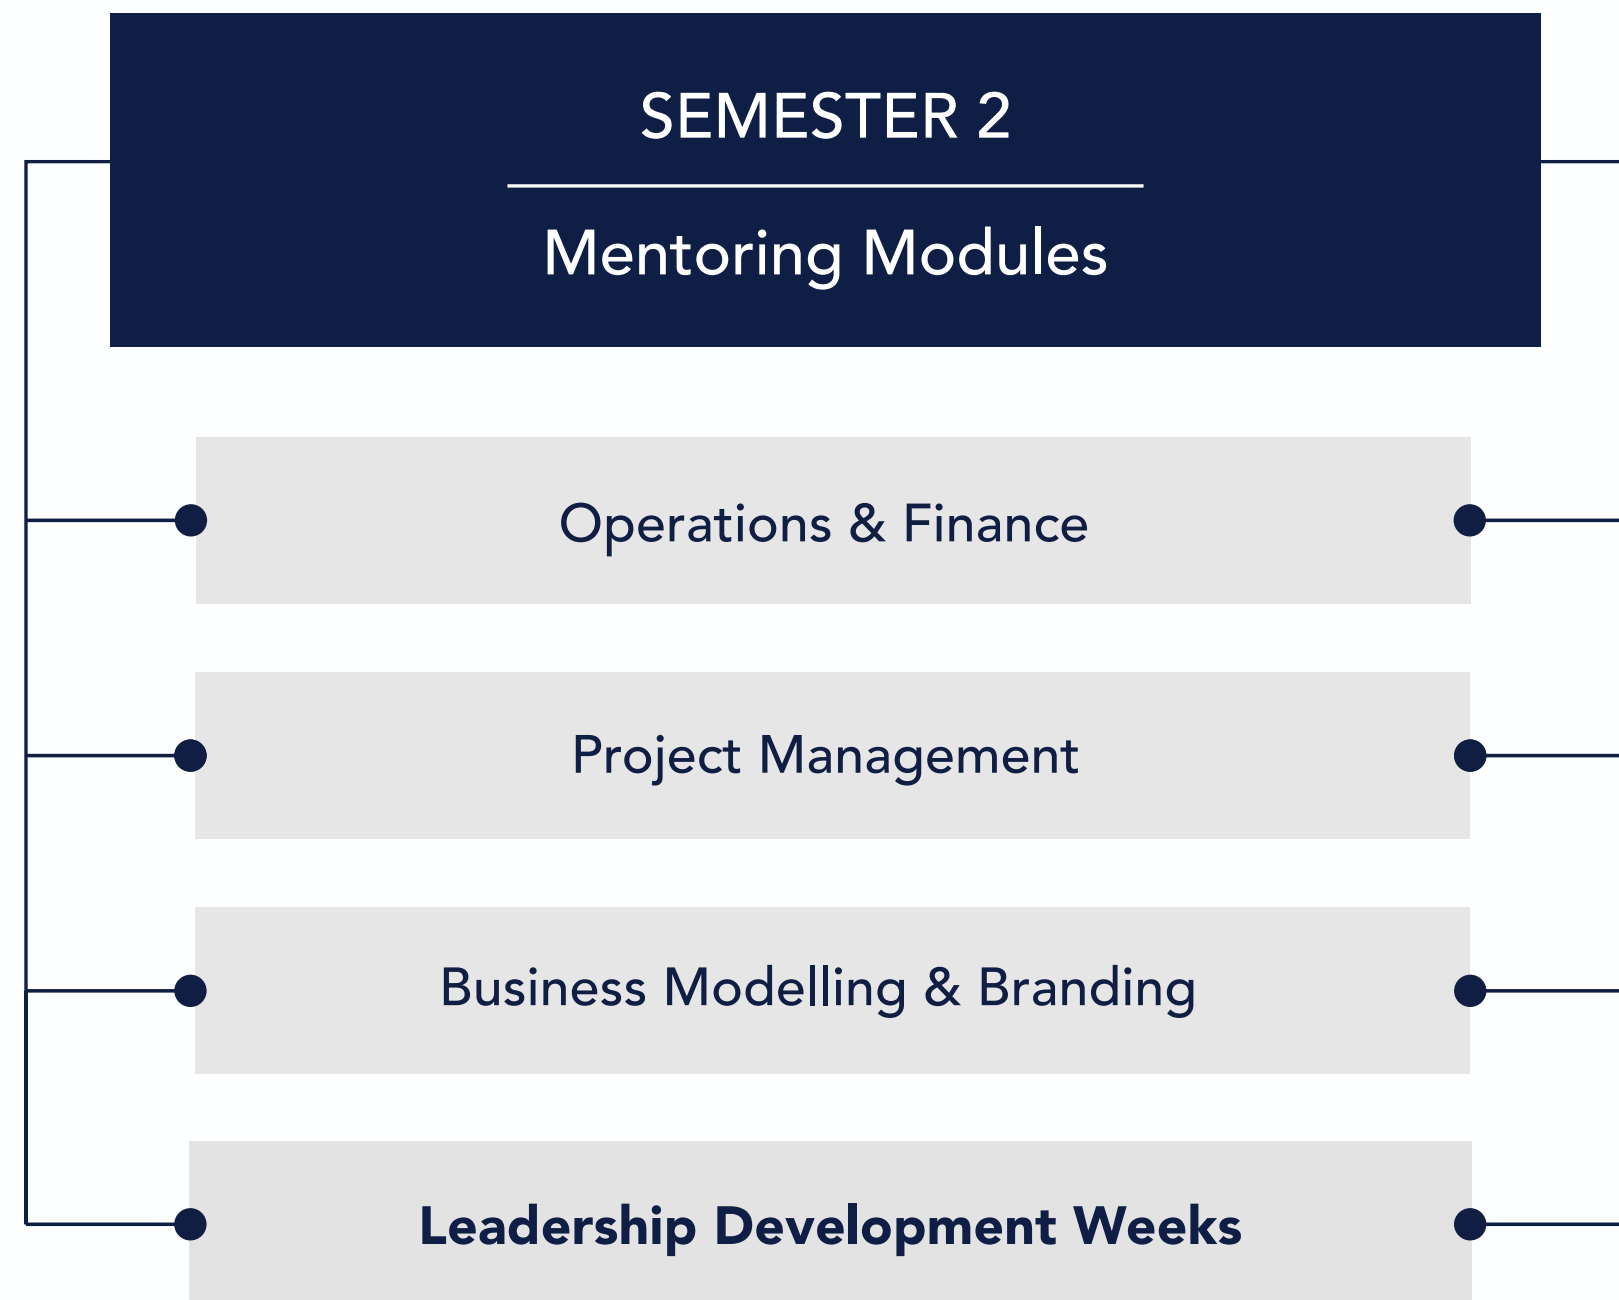 SEMESTER 2
Mentoring Modules
Operations & Finance
Project Management
Business Modelling & Branding
Leadership Development Weeks